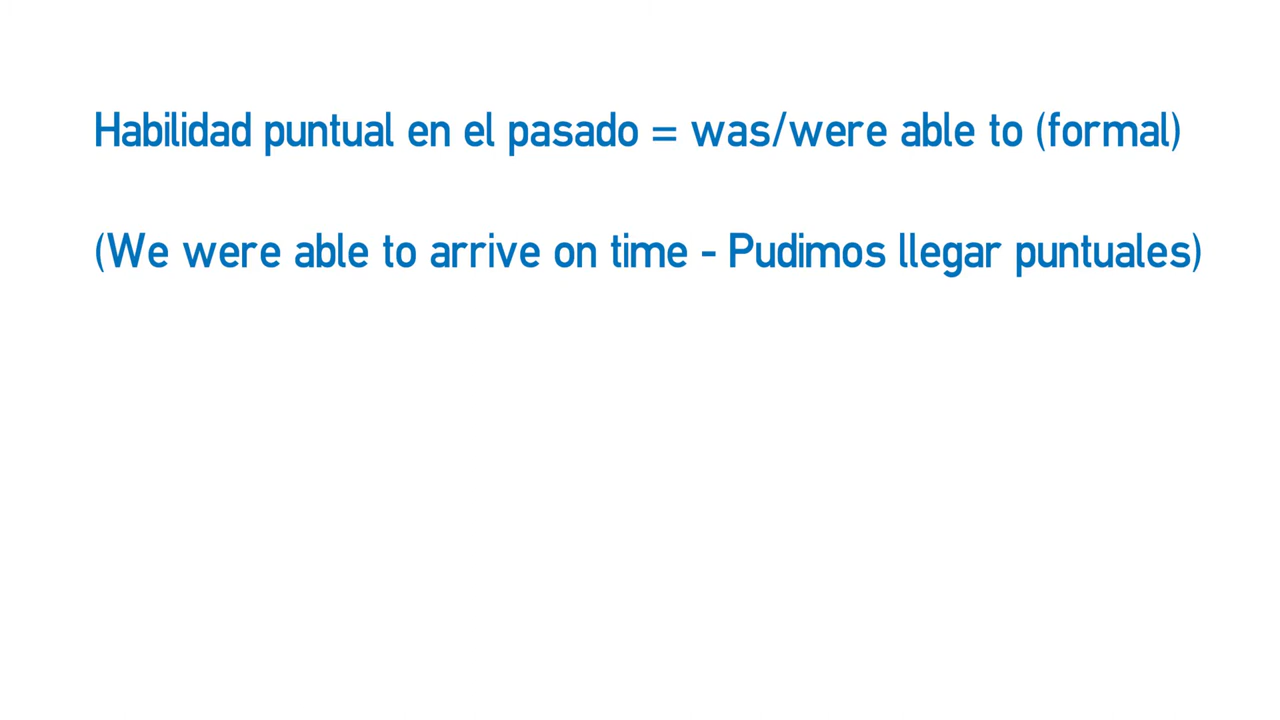 Habilidad puntual en el pasado = was/were able to (formal)
(We were able to arrive on time - Pudimos llegar puntuales)